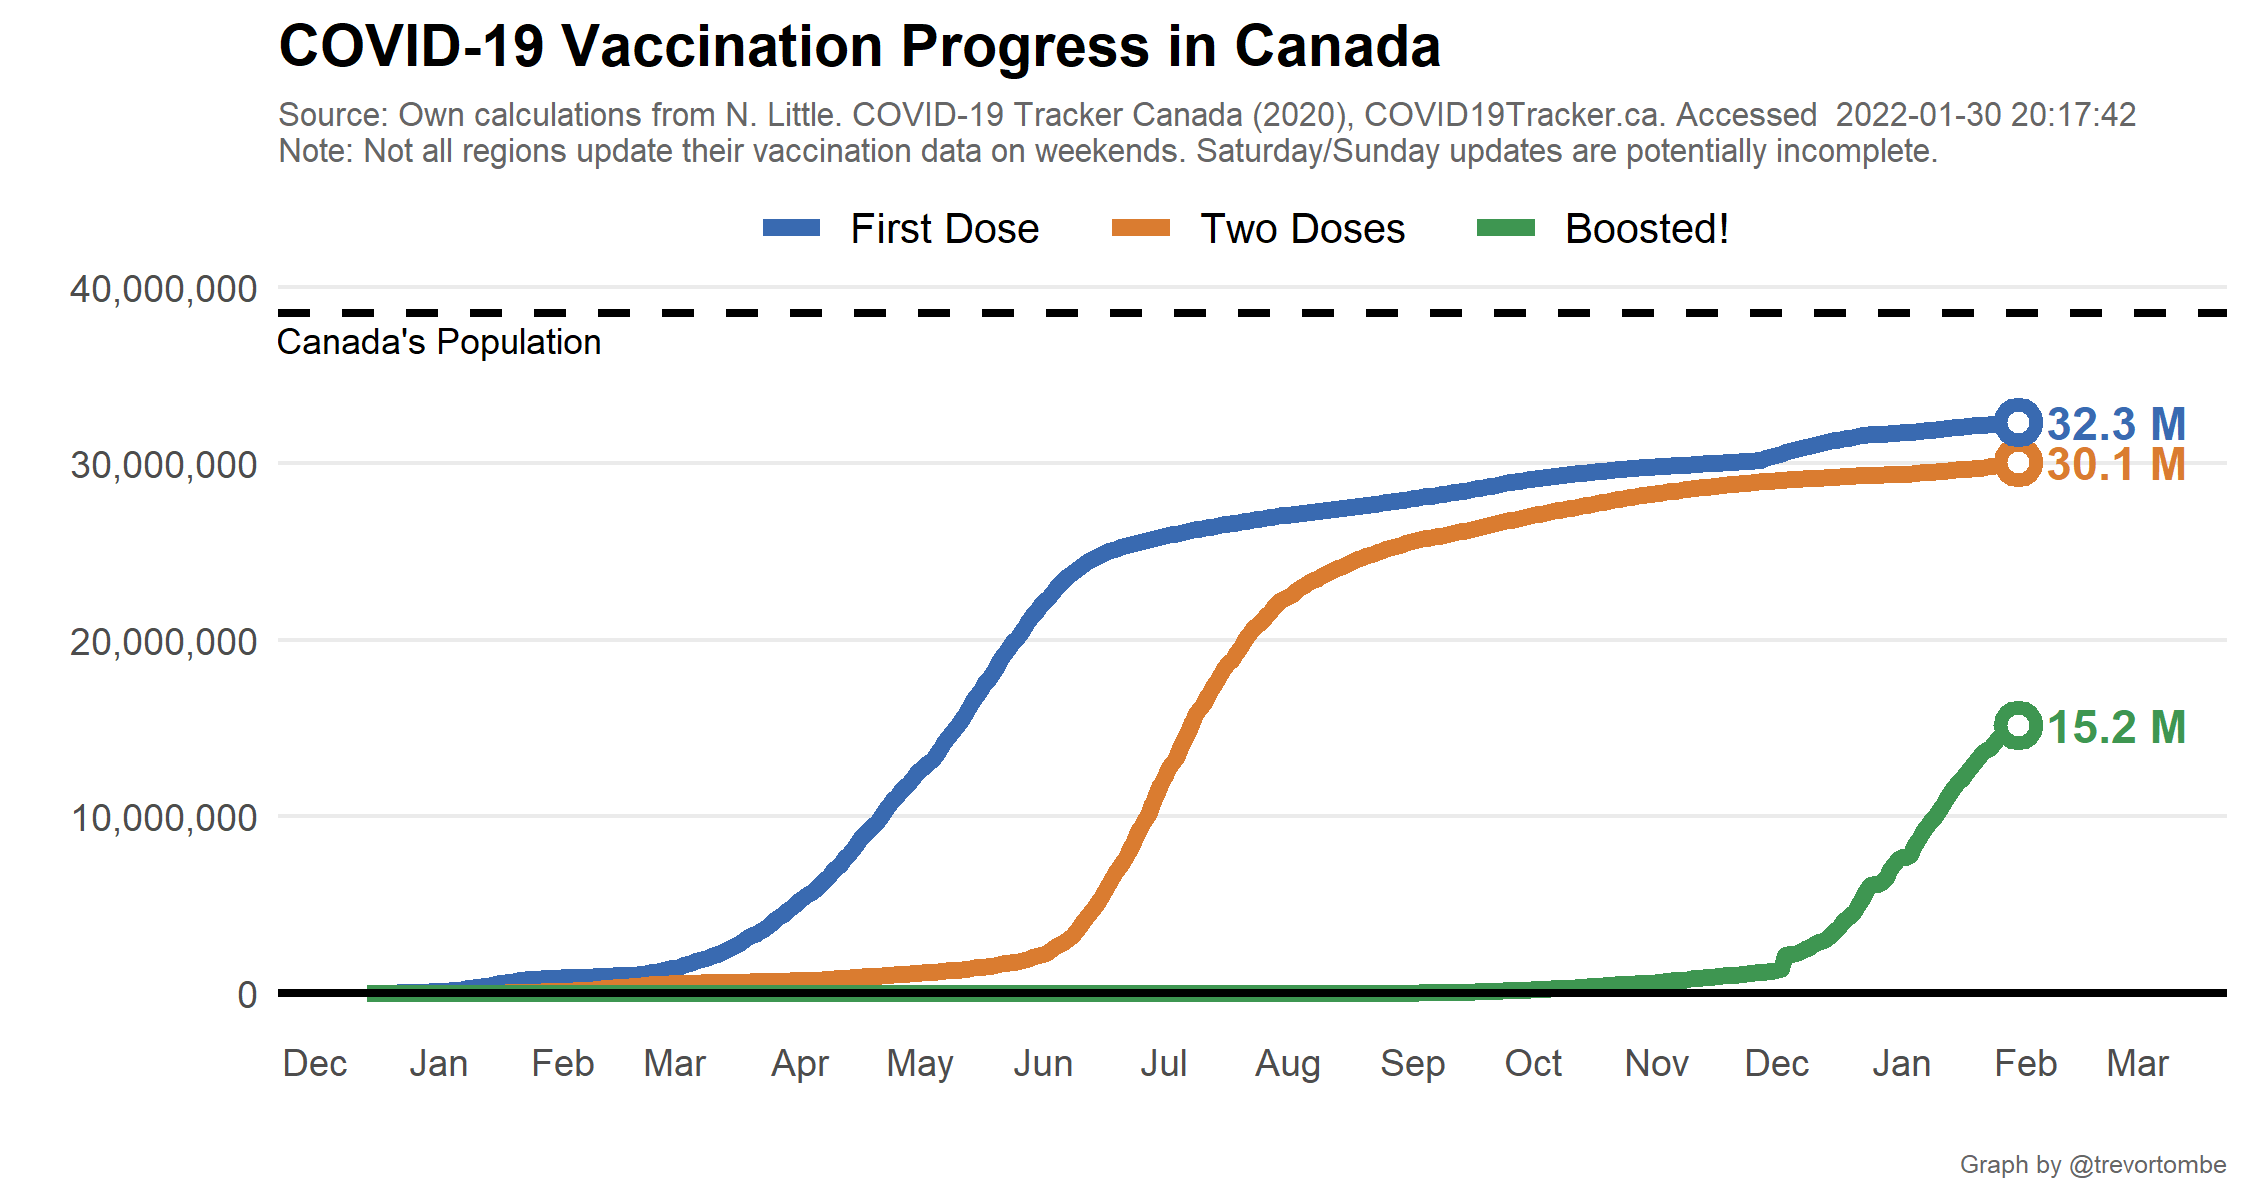 COVID-19 Vaccination Progress in Canada
Source: Own calculations from N. Little. COVID-19 Tracker Canada (2020), COVID19Tracker.ca. Accessed  2022-01-30 20:17:42
Note: Not all regions update their vaccination data on weekends. Saturday/Sunday updates are potentially incomplete.
First Dose Two Doses Boosted!
40,000,000
Canada's Population
32.3 M
30,000,000
30.1 M
20,000,000
15.2 M
10,000,000
0
Dec Jan Feb Mar Apr May Jun Jul Aug Sep Oct Nov Dec Jan Feb Mar
Graph by @trevortombe